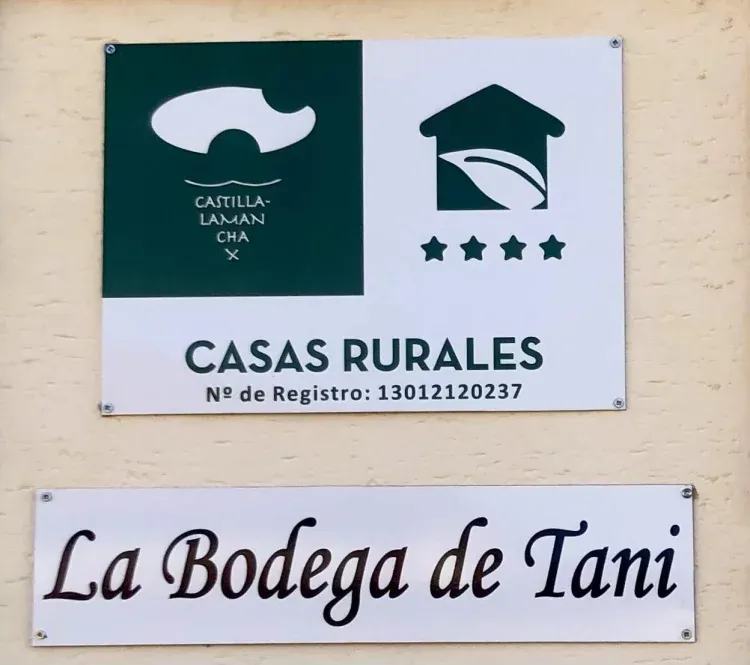 CASTILLA-
LAMAN
CHA
X
CASAS RURALES
Nº de Registro: 13012120237
La Bodega de Tani